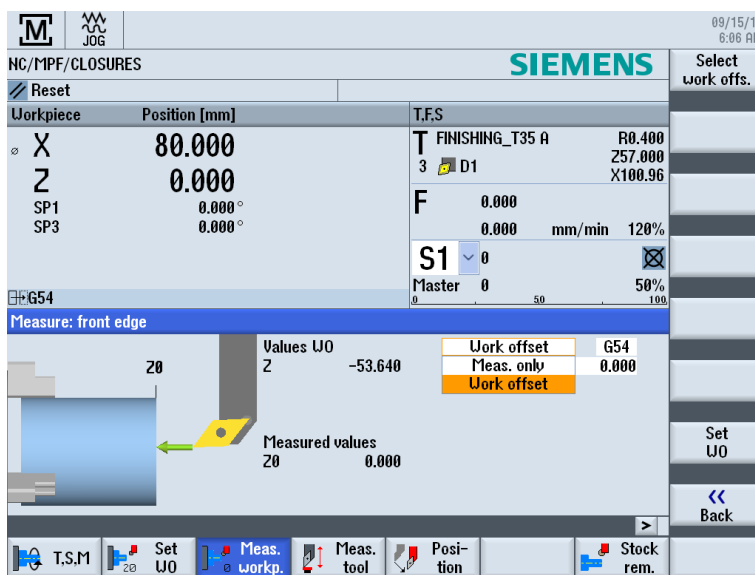 M
JOG
09/15/1
6:06 AM
NC/MPF/CLOSURES
SIEMENS
Select
work offs.
Reset
Workpiece Position [mm]
T,F,S
⌀ X 80.000
Z 0.000
SP1 0.000°
SP3 0.000°
T FINISHING_T35 A R0.400
3 D1 Z57.000
X100.96
F 0.000
0.000 mm/min 120%
S1 0
Master 0 50%
0 50 100
G54
Measure: front edge
Values WO
Z -53.640
Z0
Work offset G54
Meas. only 0.000
Work offset
Measured values
Z0 0.000
Set
WO
<<
Back
>
T,S,M
Set
WO
Meas.
workp.
Meas.
tool
Posi-
tion
Stock
rem.